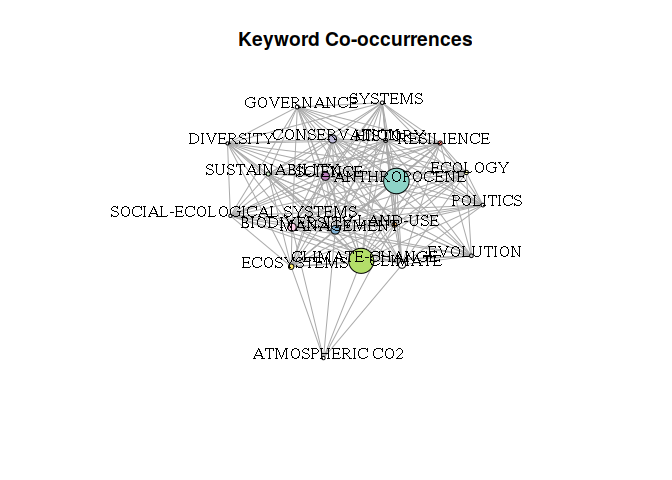 Keyword Co-occurrences
SYSTEMS
GOVERNANCE
CONSERVATION
HISTORY
DIVERSITY
RESILIENCE
ECOLOGY
SUSTAINABILITY
SCIENCE
ANTHROPOCENE
POLITICS
SOCIAL-ECOLOGICAL SYSTEMS
BIODIVERSITY
LAND-USE
MANAGEMENT
EVOLUTION
CLIMATE-CHANGE
CLIMATE
ECOSYSTEMS
ATMOSPHERIC CO2